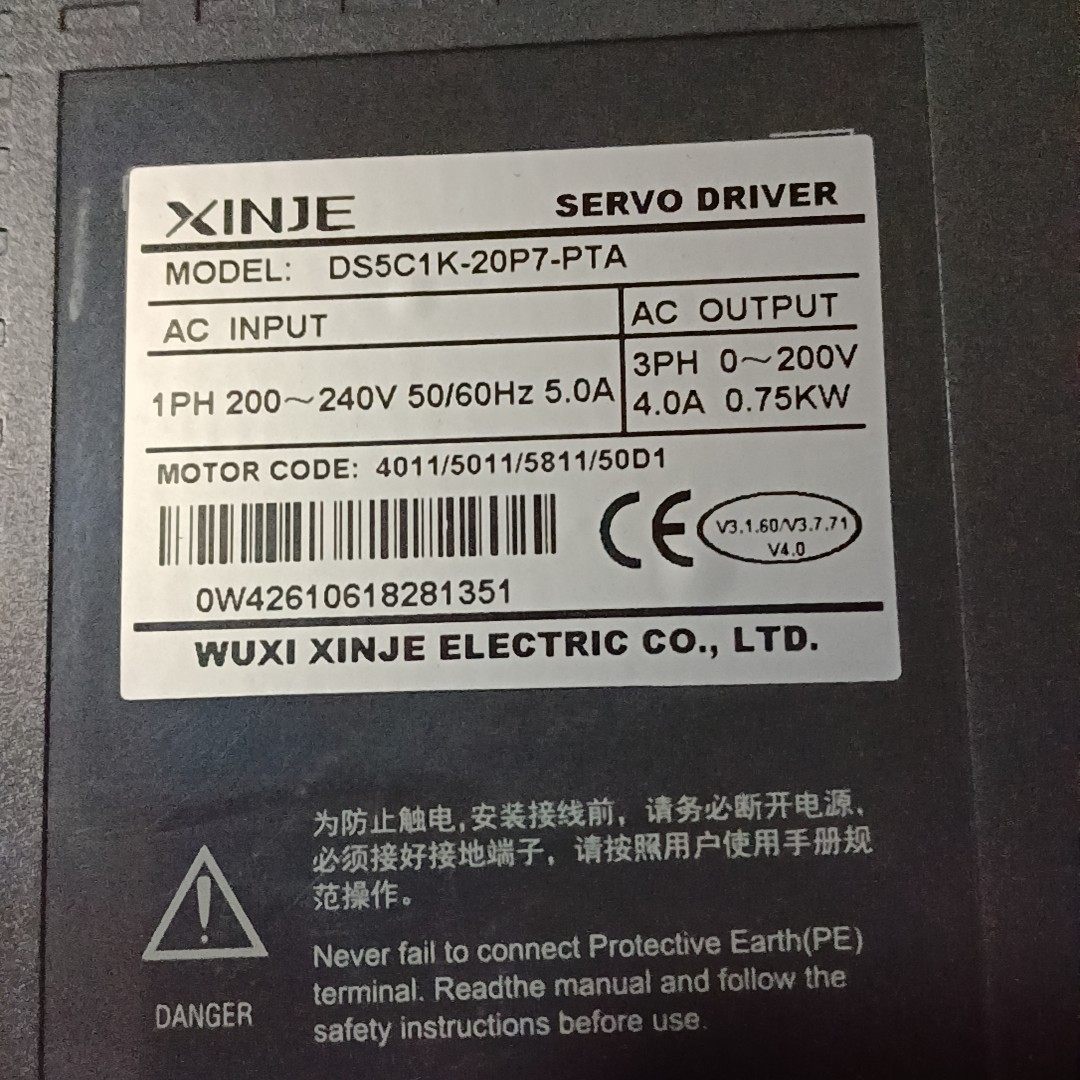 XINJE SERVO DRIVER
MODEL: DS5C1K-20P7-PTA
AC INPUT
AC OUTPUT
1PH 200～240V 50/60Hz 5.0A
3PH 0～200V
4.0A 0.75KW
MOTOR CODE: 4011/5011/5811/50D1
CE
V3.1.60/V3.7.71
V4.0
0W42610618281351
WUXI XINJE ELECTRIC CO., LTD.
为防止触电,安装接线前，请务必断开电源、
必须接好接地端子，请按照用户使用手册规
范操作。
DANGER
Never fail to connect Protective Earth(PE)
terminal. Readthe manual and follow the
safety instructions before use.